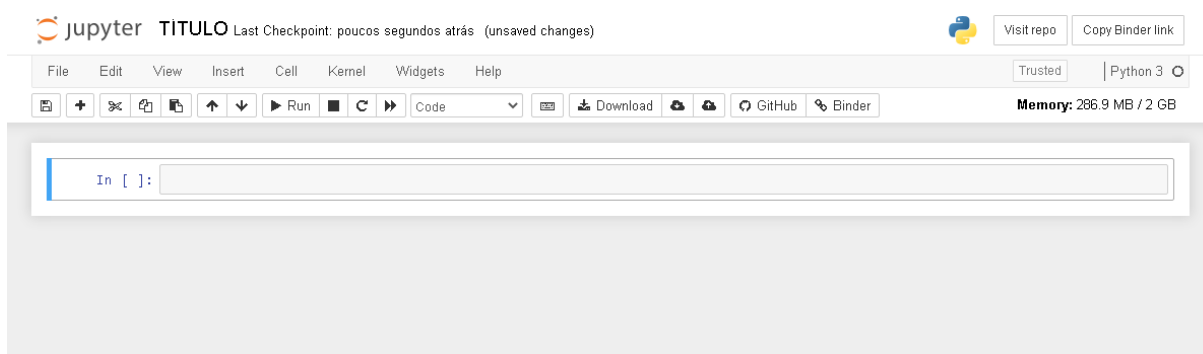 jupyter TÍTULO Last Checkpoint: poucos segundos atrás (unsaved changes) Visit repo Copy Binder link
File Edit View Insert Cell Kernel Widgets Help Trusted Python 3
Run Code Download GitHub Binder Memory: 286.9 MB / 2 GB
In [ ]: